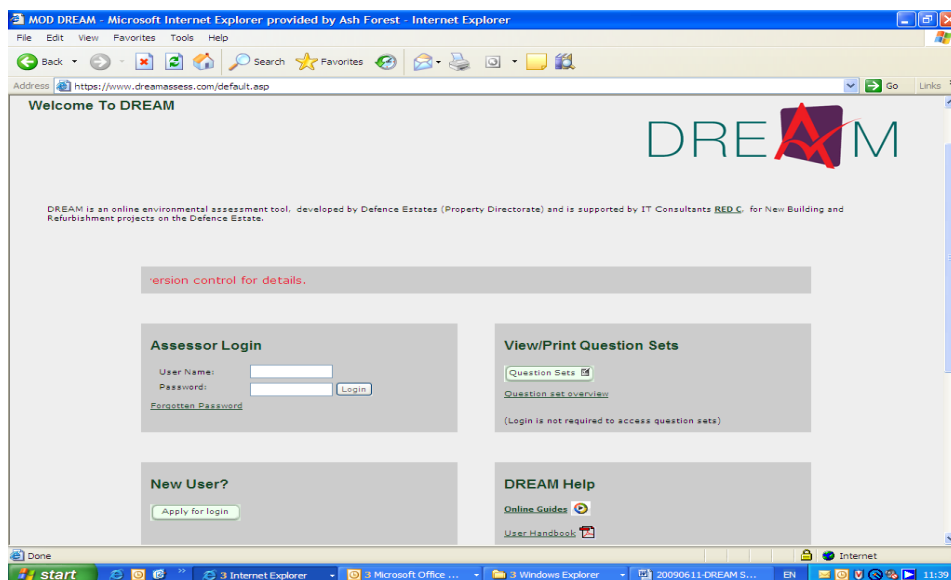 MOD DREAM - Microsoft Internet Explorer provided by Ash Forest - Internet Explorer
File Edit View Favorites Tools Help
Back Search Favorites
Address https://www.dreamassess.com/default.asp Go Links
Welcome To DREAM
DREAM
DREAM is an online environmental assessment tool, developed by Defence Estates (Property Directorate) and is supported by IT Consultants RED C, for New Building and
Refurbishment projects on the Defence Estate.
ersion control for details.
Assessor Login
User Name:
Password: Login
Forgotten Password
View/Print Question Sets
Question Sets
Question set overview
(Login is not required to access question sets)
New User?
Apply for login
DREAM Help
Online Guides
User Handbook
Done Internet
start 3 Internet Explorer 3 Microsoft Office ... 3 Windows Explorer 20090611-DREAM S... EN